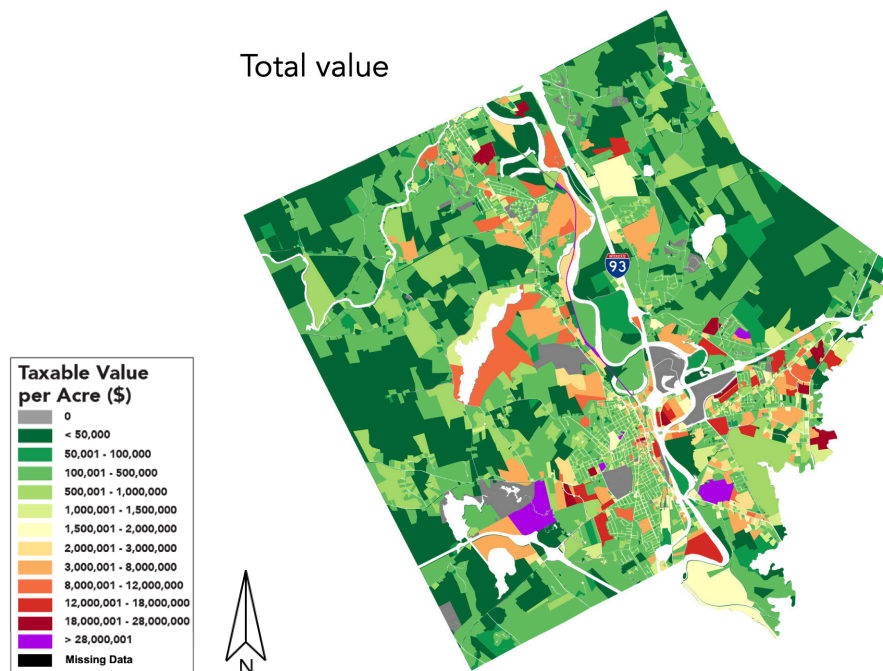 Total value
INTERSTATE
93
Taxable Value
per Acre ($)
0
< 50,000
50,001 - 100,000
100,001 - 500,000
500,001 - 1,000,000
1,000,001 - 1,500,000
1,500,001 - 2,000,000
2,000,001 - 3,000,000
3,000,001 - 8,000,000
8,000,001 - 12,000,000
12,000,001 - 18,000,000
18,000,001 - 28,000,000
> 28,000,001
Missing Data
N